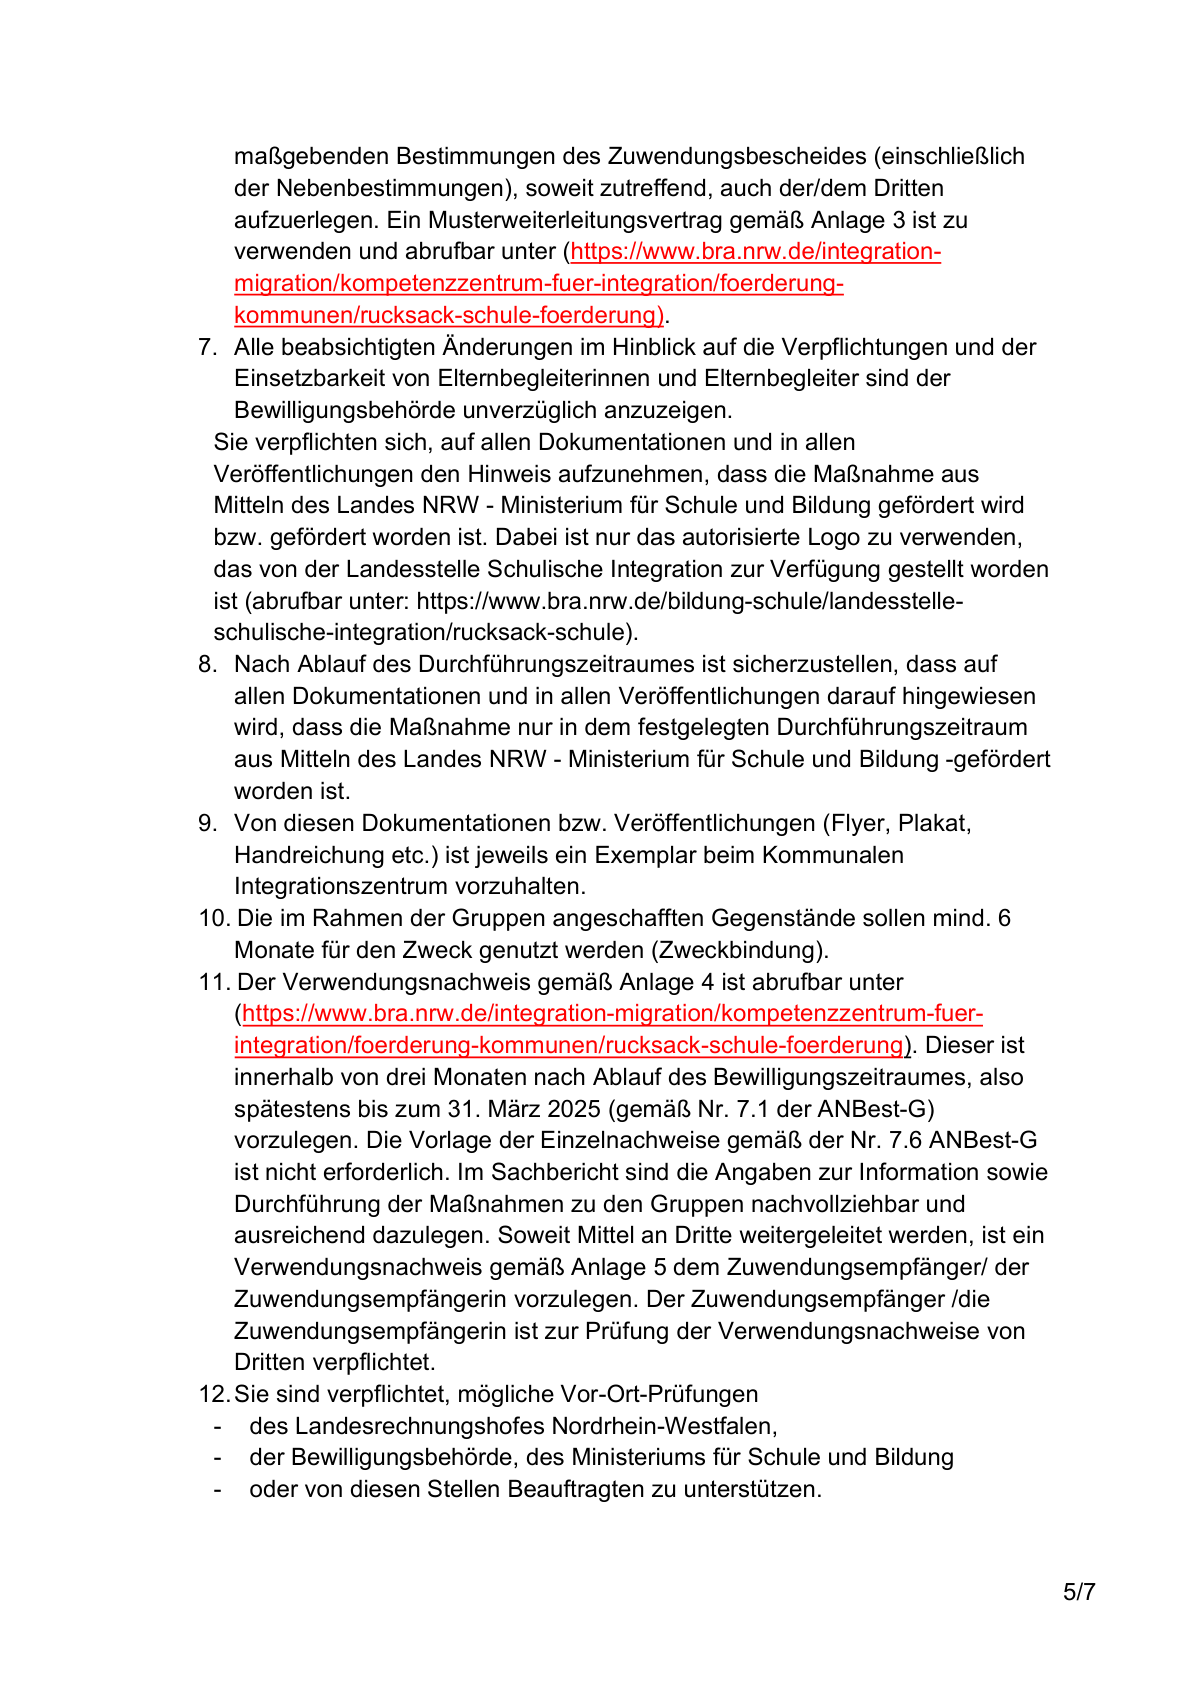 maßgebenden Bestimmungen des Zuwendungsbescheides (einschließlich
der Nebenbestimmungen), soweit zutreffend, auch der/dem Dritten
aufzuerlegen. Ein Musterweiterleitungsvertrag gemäß Anlage 3 ist zu
verwenden und abrufbar unter (https://www.bra.nrw.de/integration-
migration/kompetenzzentrum-fuer-integration/foerderung-
kommunen/rucksack-schule-foerderung).
7. Alle beabsichtigten Änderungen im Hinblick auf die Verpflichtungen und der
Einsetzbarkeit von Elternbegleiterinnen und Elternbegleiter sind der
Bewilligungsbehörde unverzüglich anzuzeigen.
Sie verpflichten sich, auf allen Dokumentationen und in allen
Veröffentlichungen den Hinweis aufzunehmen, dass die Maßnahme aus
Mitteln des Landes NRW - Ministerium für Schule und Bildung gefördert wird
bzw. gefördert worden ist. Dabei ist nur das autorisierte Logo zu verwenden,
das von der Landesstelle Schulische Integration zur Verfügung gestellt worden
ist (abrufbar unter: https://www.bra.nrw.de/bildung-schule/landesstelle-
schulische-integration/rucksack-schule).
8. Nach Ablauf des Durchführungszeitraumes ist sicherzustellen, dass auf
allen Dokumentationen und in allen Veröffentlichungen darauf hingewiesen
wird, dass die Maßnahme nur in dem festgelegten Durchführungszeitraum
aus Mitteln des Landes NRW - Ministerium für Schule und Bildung -gefördert
worden ist.
9. Von diesen Dokumentationen bzw. Veröffentlichungen (Flyer, Plakat,
Handreichung etc.) ist jeweils ein Exemplar beim Kommunalen
Integrationszentrum vorzuhalten.
10. Die im Rahmen der Gruppen angeschafften Gegenstände sollen mind. 6
Monate für den Zweck genutzt werden (Zweckbindung).
11. Der Verwendungsnachweis gemäß Anlage 4 ist abrufbar unter
(https://www.bra.nrw.de/integration-migration/kompetenzzentrum-fuer-
integration/foerderung-kommunen/rucksack-schule-foerderung). Dieser ist
innerhalb von drei Monaten nach Ablauf des Bewilligungszeitraumes, also
spätestens bis zum 31. März 2025 (gemäß Nr. 7.1 der ANBest-G)
vorzulegen. Die Vorlage der Einzelnachweise gemäß der Nr. 7.6 ANBest-G
ist nicht erforderlich. Im Sachbericht sind die Angaben zur Information sowie
Durchführung der Maßnahmen zu den Gruppen nachvollziehbar und
ausreichend dazulegen. Soweit Mittel an Dritte weitergeleitet werden, ist ein
Verwendungsnachweis gemäß Anlage 5 dem Zuwendungsempfänger/ der
Zuwendungsempfängerin vorzulegen. Der Zuwendungsempfänger /die
Zuwendungsempfängerin ist zur Prüfung der Verwendungsnachweise von
Dritten verpflichtet.
12. Sie sind verpflichtet, mögliche Vor-Ort-Prüfungen
- des Landesrechnungshofes Nordrhein-Westfalen,
- der Bewilligungsbehörde, des Ministeriums für Schule und Bildung
- oder von diesen Stellen Beauftragten zu unterstützen.
5/7